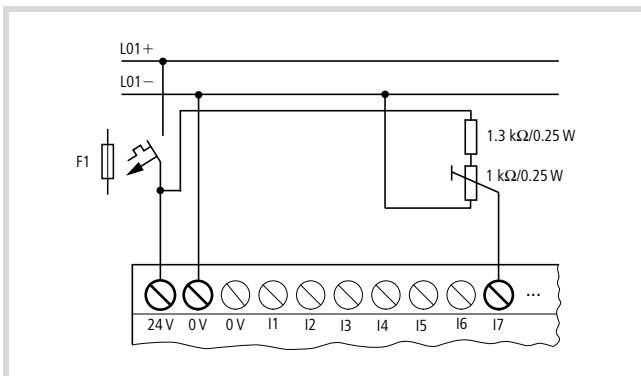 L01+
L01−
1.3 kΩ/0.25 W
F1
1 kΩ/0.25 W
...
24 V 0 V 0 V I1 I2 I3 I4 I5 I6 I7